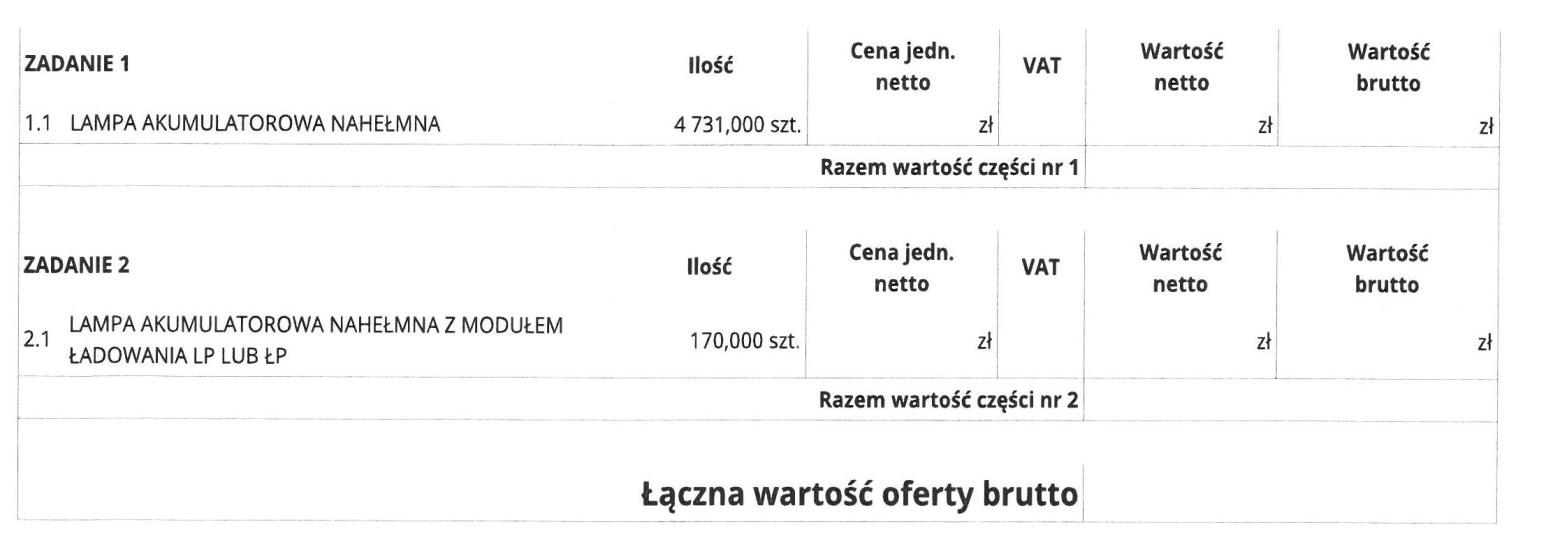 ZADANIE 1 Ilość Cena jedn. netto VAT Wartość netto Wartość brutto
1.1 LAMPA AKUMULATOROWA NAHEŁMNA 4 731,000 szt. zł zł zł
Razem wartość części nr 1
ZADANIE 2 Ilość Cena jedn. netto VAT Wartość netto Wartość brutto
2.1 LAMPA AKUMULATOROWA NAHEŁMNA Z MODUŁEM
ŁADOWANIA LP LUB ŁP 170,000 szt. zł zł zł
Razem wartość części nr 2
Łączna wartość oferty brutto